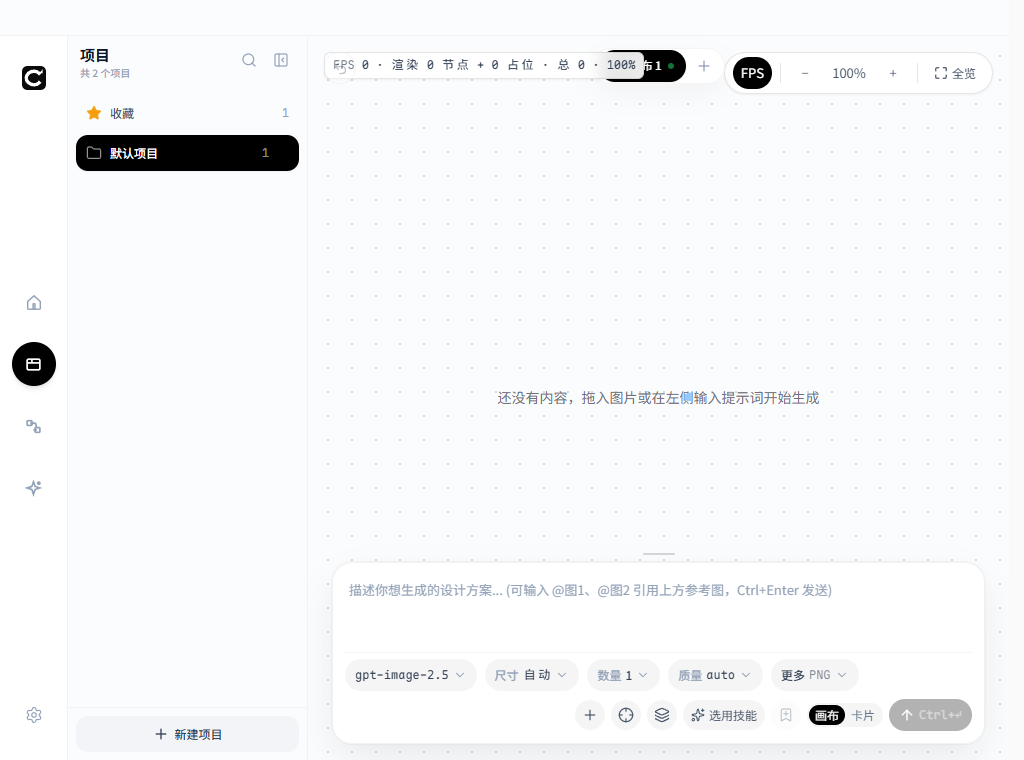 项目
共 2 个项目
收藏 1
默认项目 1
新建项目
FPS 0 · 渲染 0 节点 + 0 占位 · 总 0 · 100%
布1
FPS
− 100% +
全览
还没有内容，拖入图片或在左侧输入提示词开始生成
描述你想生成的设计方案... (可输入 @图1、@图2 引用上方参考图，Ctrl+Enter 发送)
gpt-image-2.5 尺寸 自动 数量 1 质量 auto 更多 PNG
选用技能 画布 卡片 Ctrl+↵